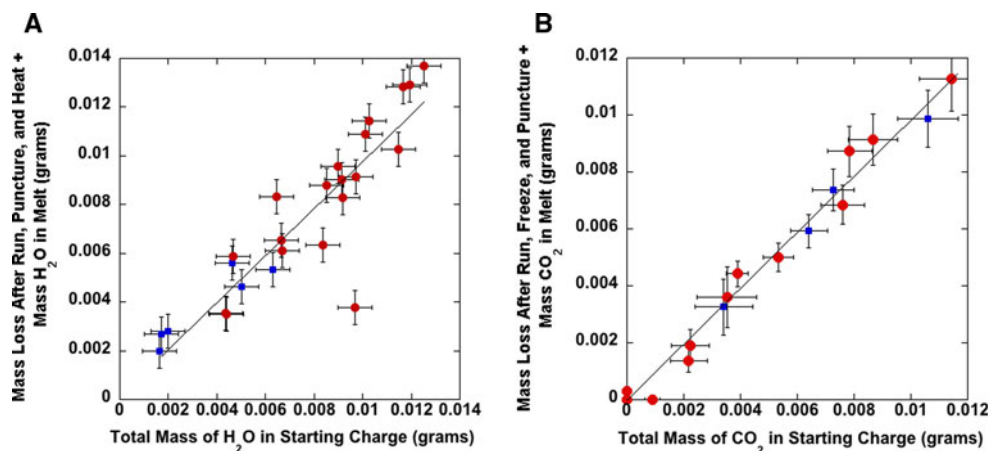 A
Mass Loss After Run, Puncture, and Heat +
Mass H2O in Melt (grams)
0.014
0.012
0.01
0.008
0.006
0.004
0.002
0
0 0.002 0.004 0.006 0.008 0.01 0.012 0.014
Total Mass of H2O in Starting Charge (grams)
B
Mass Loss After Run, Freeze, and Puncture +
Mass CO2 in Melt (grams)
0.012
0.01
0.008
0.006
0.004
0.002
0
0 0.002 0.004 0.006 0.008 0.01 0.012
Total Mass of CO2 in Starting Charge (grams)